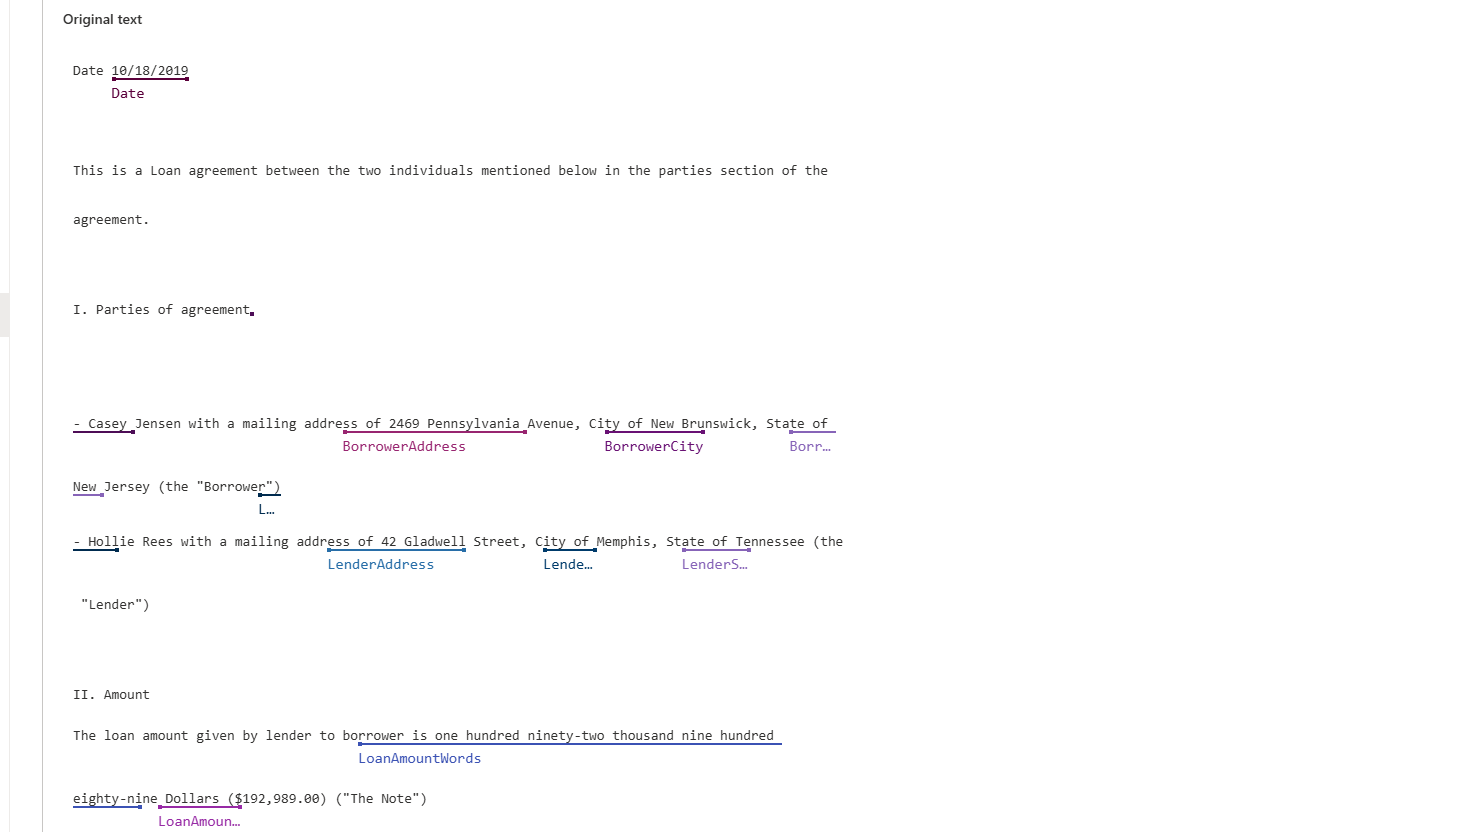 Original text
Date 10/18/2019
Date
This is a Loan agreement between the two individuals mentioned below in the parties section of the
agreement.
I. Parties of agreement
- Casey Jensen with a mailing address of 2469 Pennsylvania Avenue, City of New Brunswick, State of
BorrowerAddress BorrowerCity Borr…
New Jersey (the "Borrower")
L…
- Hollie Rees with a mailing address of 42 Gladwell Street, City of Memphis, State of Tennessee (the
LenderAddress Lende… LenderS…
"Lender")
II. Amount
The loan amount given by lender to borrower is one hundred ninety-two thousand nine hundred
LoanAmountWords
eighty-nine Dollars ($192,989.00) ("The Note")
LoanAmoun…